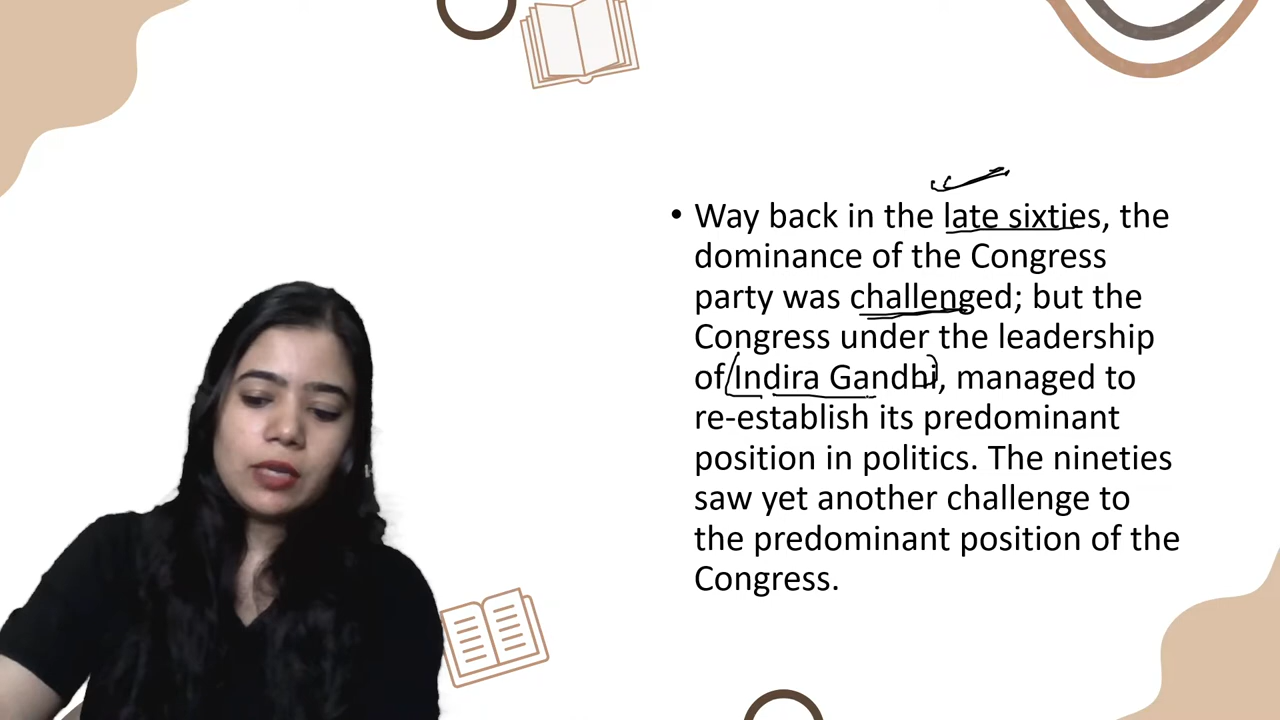 • Way back in the late sixties, the
dominance of the Congress
party was challenged; but the
Congress under the leadership
of Indira Gandhi, managed to
re-establish its predominant
position in politics. The nineties
saw yet another challenge to
the predominant position of the
Congress.